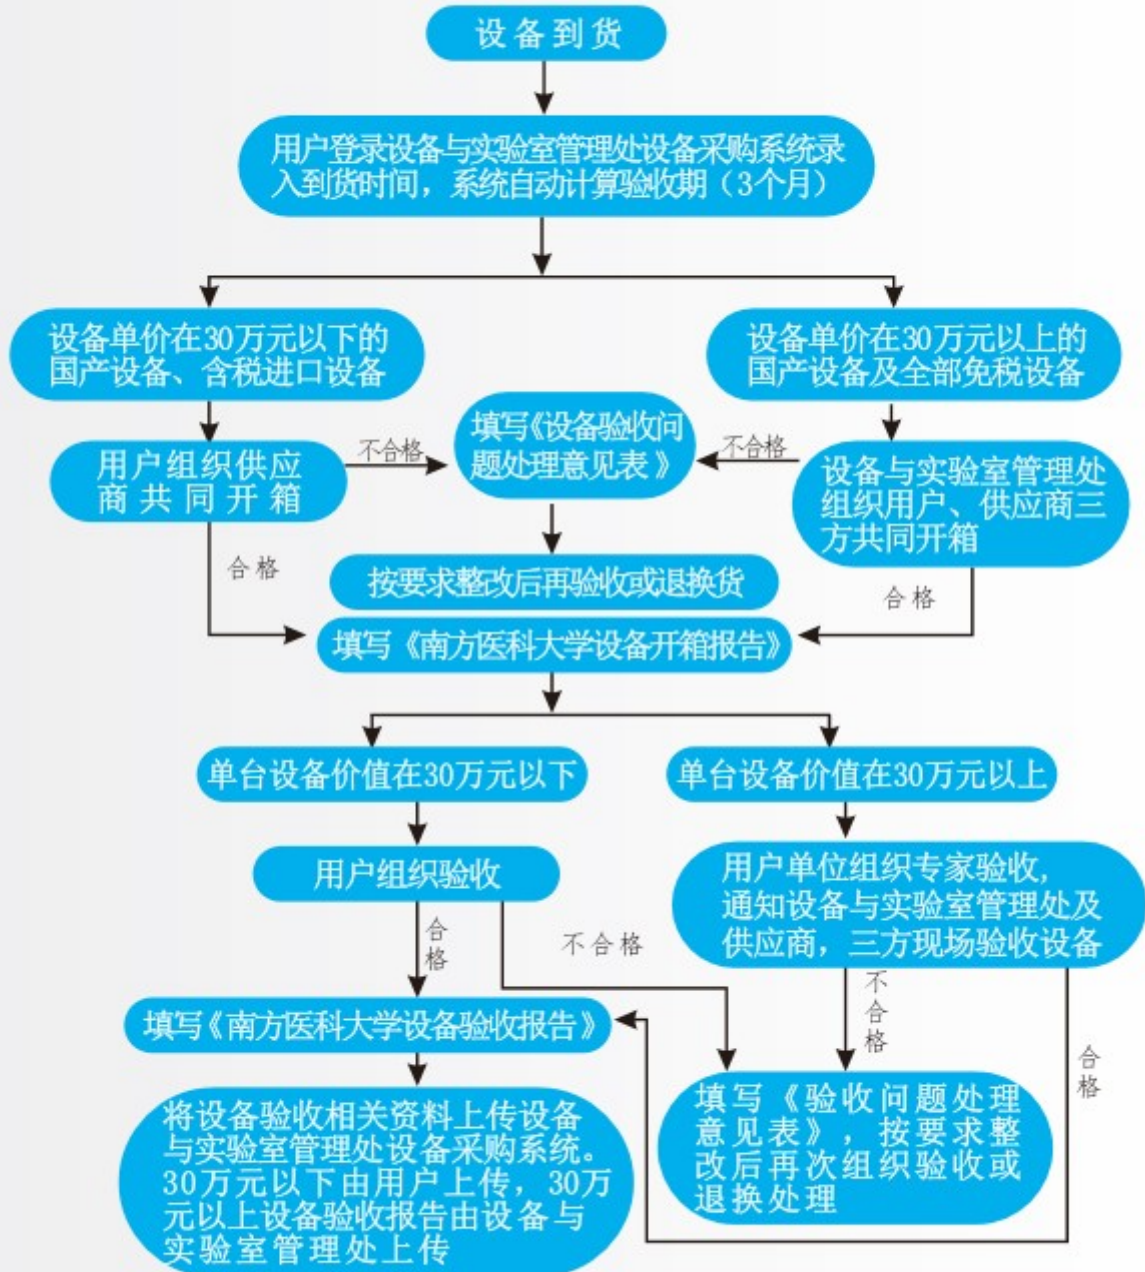 设备到货
用户登录设备与实验室管理处设备采购系统录
入到货时间，系统自动计算验收期（3个月）
设备单价在30万元以下的
国产设备、含税进口设备
设备单价在30万元以上的
国产设备及全部免税设备
用户组织供应
商共同开箱
不合格
填写《设备验收问
题处理意见表》
不合格
设备与实验室管理处
组织用户、供应商三
方共同开箱
合格
按要求整改后再验收或退换货
合格
填写《南方医科大学设备开箱报告》
单台设备价值在30万元以下
单台设备价值在30万元以上
用户组织验收
用户单位组织专家验收,
通知设备与实验室管理处及
供应商，三方现场验收设备
合格
不合格
不合格
合格
填写《南方医科大学设备验收报告》
将设备验收相关资料上传设备
与实验室管理处设备采购系统。
30万元以下由用户上传，30万
元以上设备验收报告由设备与
实验室管理处上传
填写《验收问题处理
意见表》，按要求整
改后再次组织验收或
退换处理